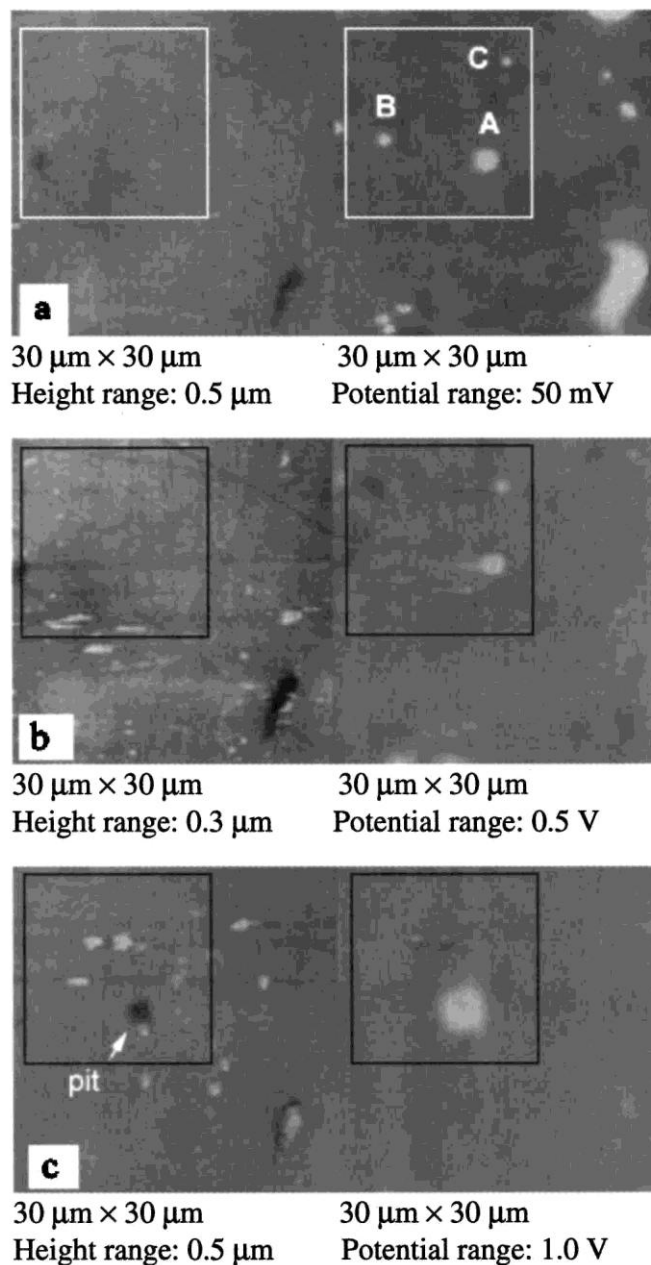 C
B
A
a
30 μm × 30 μm 30 μm × 30 μm
Height range: 0.5 μm Potential range: 50 mV
b
30 μm × 30 μm 30 μm × 30 μm
Height range: 0.3 μm Potential range: 0.5 V
pit
c
30 μm × 30 μm 30 μm × 30 μm
Height range: 0.5 μm Potential range: 1.0 V